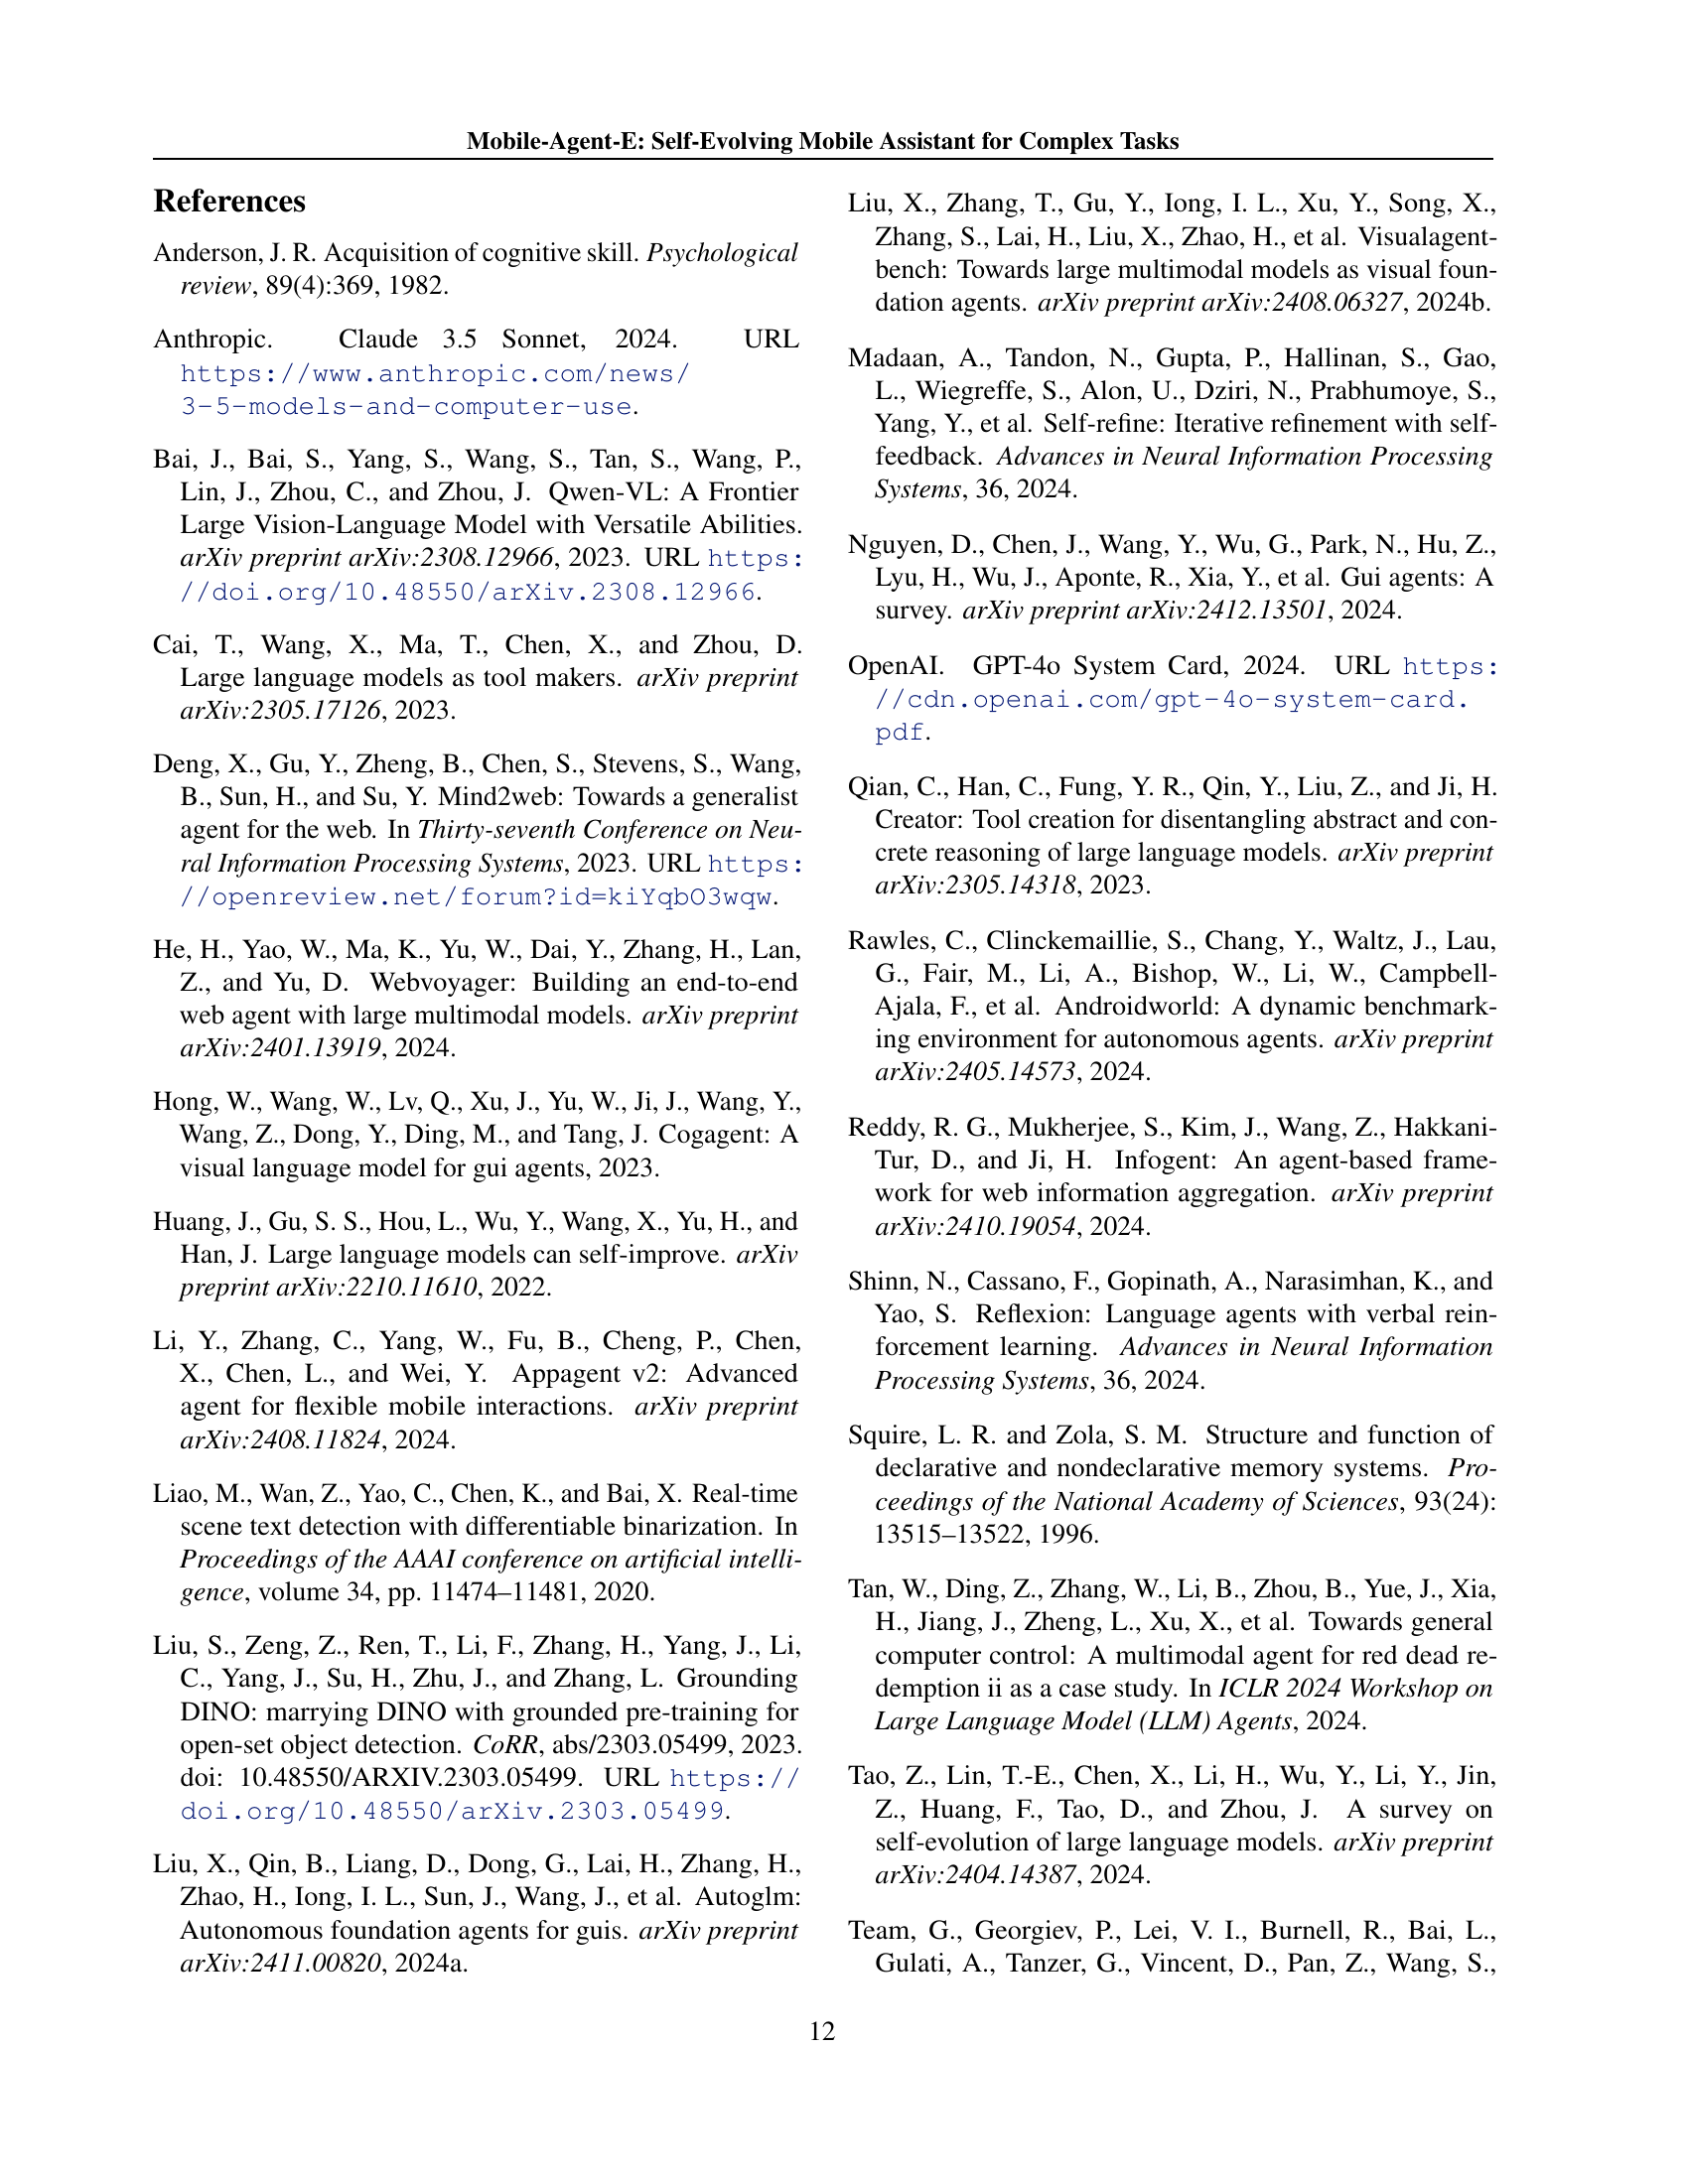 Mobile-Agent-E: Self-Evolving Mobile Assistant for Complex Tasks
References
Anderson, J. R. Acquisition of cognitive skill. Psychological
review, 89(4):369, 1982.
Anthropic. Claude 3.5 Sonnet, 2024. URL
https://www.anthropic.com/news/
3-5-models-and-computer-use.
Bai, J., Bai, S., Yang, S., Wang, S., Tan, S., Wang, P.,
Lin, J., Zhou, C., and Zhou, J. Qwen-VL: A Frontier
Large Vision-Language Model with Versatile Abilities.
arXiv preprint arXiv:2308.12966, 2023. URL https:
//doi.org/10.48550/arXiv.2308.12966.
Cai, T., Wang, X., Ma, T., Chen, X., and Zhou, D.
Large language models as tool makers. arXiv preprint
arXiv:2305.17126, 2023.
Deng, X., Gu, Y., Zheng, B., Chen, S., Stevens, S., Wang,
B., Sun, H., and Su, Y. Mind2web: Towards a generalist
agent for the web. In Thirty-seventh Conference on Neu-
ral Information Processing Systems, 2023. URL https:
//openreview.net/forum?id=kiYqbO3wqw.
He, H., Yao, W., Ma, K., Yu, W., Dai, Y., Zhang, H., Lan,
Z., and Yu, D. Webvoyager: Building an end-to-end
web agent with large multimodal models. arXiv preprint
arXiv:2401.13919, 2024.
Hong, W., Wang, W., Lv, Q., Xu, J., Yu, W., Ji, J., Wang, Y.,
Wang, Z., Dong, Y., Ding, M., and Tang, J. Cogagent: A
visual language model for gui agents, 2023.
Huang, J., Gu, S. S., Hou, L., Wu, Y., Wang, X., Yu, H., and
Han, J. Large language models can self-improve. arXiv
preprint arXiv:2210.11610, 2022.
Li, Y., Zhang, C., Yang, W., Fu, B., Cheng, P., Chen,
X., Chen, L., and Wei, Y. Appagent v2: Advanced
agent for flexible mobile interactions. arXiv preprint
arXiv:2408.11824, 2024.
Liao, M., Wan, Z., Yao, C., Chen, K., and Bai, X. Real-time
scene text detection with differentiable binarization. In
Proceedings of the AAAI conference on artificial intelli-
gence, volume 34, pp. 11474–11481, 2020.
Liu, S., Zeng, Z., Ren, T., Li, F., Zhang, H., Yang, J., Li,
C., Yang, J., Su, H., Zhu, J., and Zhang, L. Grounding
DINO: marrying DINO with grounded pre-training for
open-set object detection. CoRR, abs/2303.05499, 2023.
doi: 10.48550/ARXIV.2303.05499. URL https://
doi.org/10.48550/arXiv.2303.05499.
Liu, X., Qin, B., Liang, D., Dong, G., Lai, H., Zhang, H.,
Zhao, H., Iong, I. L., Sun, J., Wang, J., et al. Autoglm:
Autonomous foundation agents for guis. arXiv preprint
arXiv:2411.00820, 2024a.
Liu, X., Zhang, T., Gu, Y., Iong, I. L., Xu, Y., Song, X.,
Zhang, S., Lai, H., Liu, X., Zhao, H., et al. Visualagent-
bench: Towards large multimodal models as visual foun-
dation agents. arXiv preprint arXiv:2408.06327, 2024b.
Madaan, A., Tandon, N., Gupta, P., Hallinan, S., Gao,
L., Wiegreffe, S., Alon, U., Dziri, N., Prabhumoye, S.,
Yang, Y., et al. Self-refine: Iterative refinement with self-
feedback. Advances in Neural Information Processing
Systems, 36, 2024.
Nguyen, D., Chen, J., Wang, Y., Wu, G., Park, N., Hu, Z.,
Lyu, H., Wu, J., Aponte, R., Xia, Y., et al. Gui agents: A
survey. arXiv preprint arXiv:2412.13501, 2024.
OpenAI. GPT-4o System Card, 2024. URL https:
//cdn.openai.com/gpt-4o-system-card.
pdf.
Qian, C., Han, C., Fung, Y. R., Qin, Y., Liu, Z., and Ji, H.
Creator: Tool creation for disentangling abstract and con-
crete reasoning of large language models. arXiv preprint
arXiv:2305.14318, 2023.
Rawles, C., Clinckemaillie, S., Chang, Y., Waltz, J., Lau,
G., Fair, M., Li, A., Bishop, W., Li, W., Campbell-
Ajala, F., et al. Androidworld: A dynamic benchmark-
ing environment for autonomous agents. arXiv preprint
arXiv:2405.14573, 2024.
Reddy, R. G., Mukherjee, S., Kim, J., Wang, Z., Hakkani-
Tur, D., and Ji, H. Infogent: An agent-based frame-
work for web information aggregation. arXiv preprint
arXiv:2410.19054, 2024.
Shinn, N., Cassano, F., Gopinath, A., Narasimhan, K., and
Yao, S. Reflexion: Language agents with verbal rein-
forcement learning. Advances in Neural Information
Processing Systems, 36, 2024.
Squire, L. R. and Zola, S. M. Structure and function of
declarative and nondeclarative memory systems. Pro-
ceedings of the National Academy of Sciences, 93(24):
13515–13522, 1996.
Tan, W., Ding, Z., Zhang, W., Li, B., Zhou, B., Yue, J., Xia,
H., Jiang, J., Zheng, L., Xu, X., et al. Towards general
computer control: A multimodal agent for red dead re-
demption ii as a case study. In ICLR 2024 Workshop on
Large Language Model (LLM) Agents, 2024.
Tao, Z., Lin, T.-E., Chen, X., Li, H., Wu, Y., Li, Y., Jin,
Z., Huang, F., Tao, D., and Zhou, J. A survey on
self-evolution of large language models. arXiv preprint
arXiv:2404.14387, 2024.
Team, G., Georgiev, P., Lei, V. I., Burnell, R., Bai, L.,
Gulati, A., Tanzer, G., Vincent, D., Pan, Z., Wang, S.,
12